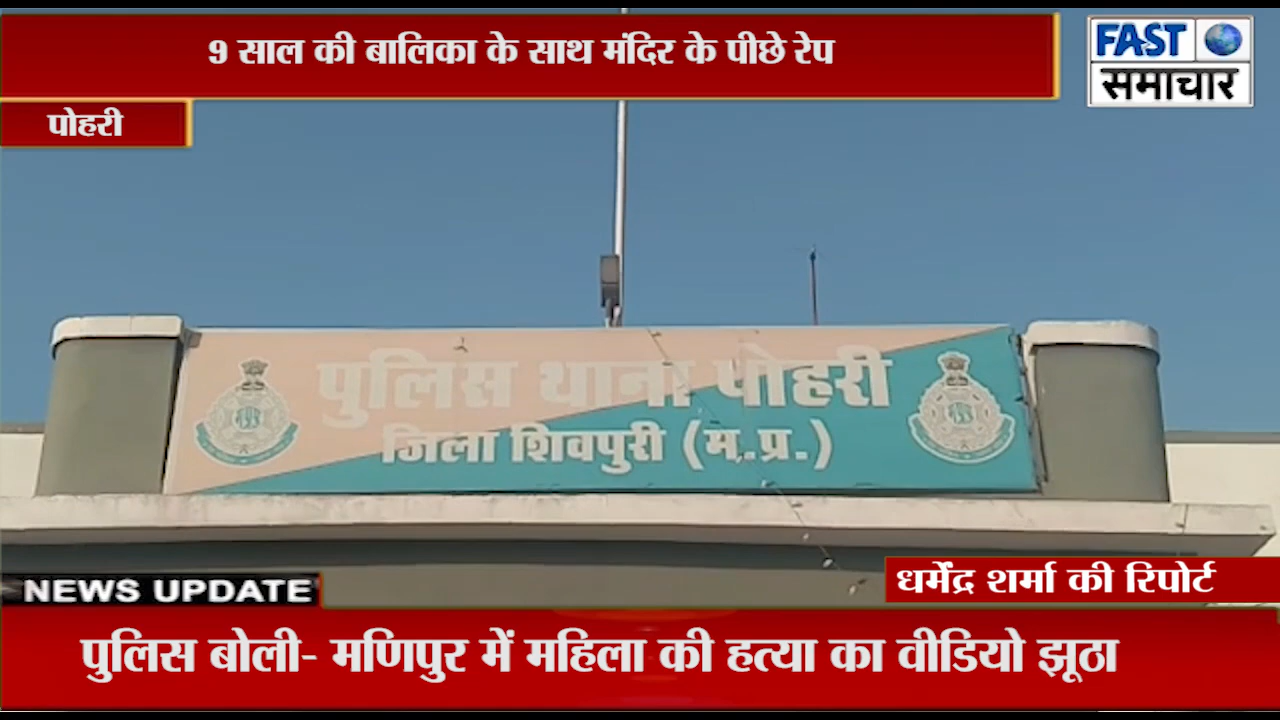 9 साल की बालिका के साथ मंदिर के पीछे रेप
FAST
समाचार
पोहरी
पुलिस थाना पोहरी
जिला शिवपुरी (म.प्र.)
NEWS UPDATE
धर्मेंद्र शर्मा की रिपोर्ट
पुलिस बोली- मणिपुर में महिला की हत्या का वीडियो झूठा